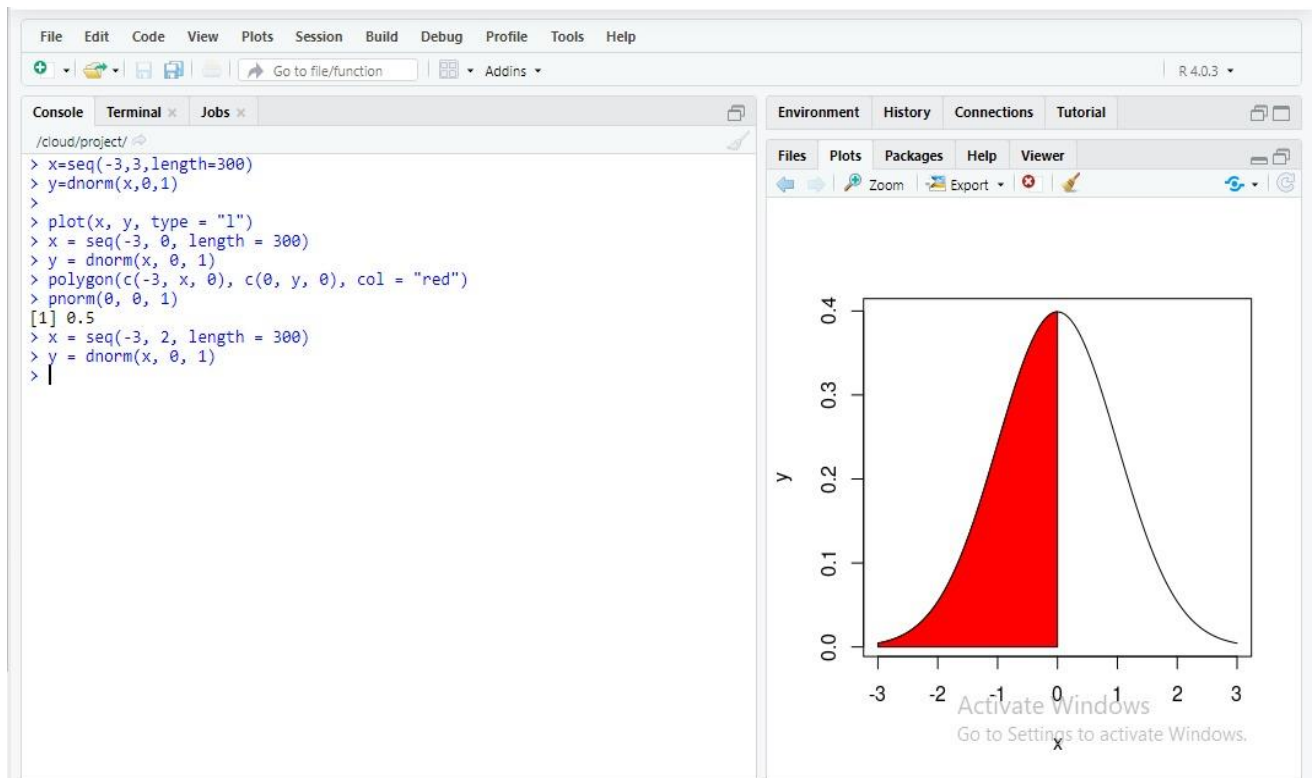 File Edit Code View Plots Session Build Debug Profile Tools Help
Go to file/function Addins R 4.0.3
Console Terminal Jobs
/cloud/project/
> x=seq(-3,3,length=300)
> y=dnorm(x,0,1)
>
> plot(x, y, type = "l")
> x = seq(-3, 0, length = 300)
> y = dnorm(x, 0, 1)
> polygon(c(-3, x, 0), c(0, y, 0), col = "red")
> pnorm(0, 0, 1)
[1] 0.5
> x = seq(-3, 2, length = 300)
> y = dnorm(x, 0, 1)
>
Environment History Connections Tutorial
Files Plots Packages Help Viewer
Zoom Export
0.4
0.3
0.2
0.1
0.0
y
-3 -2 -1 0 1 2 3
x
Activate Windows
Go to Settings to activate Windows.